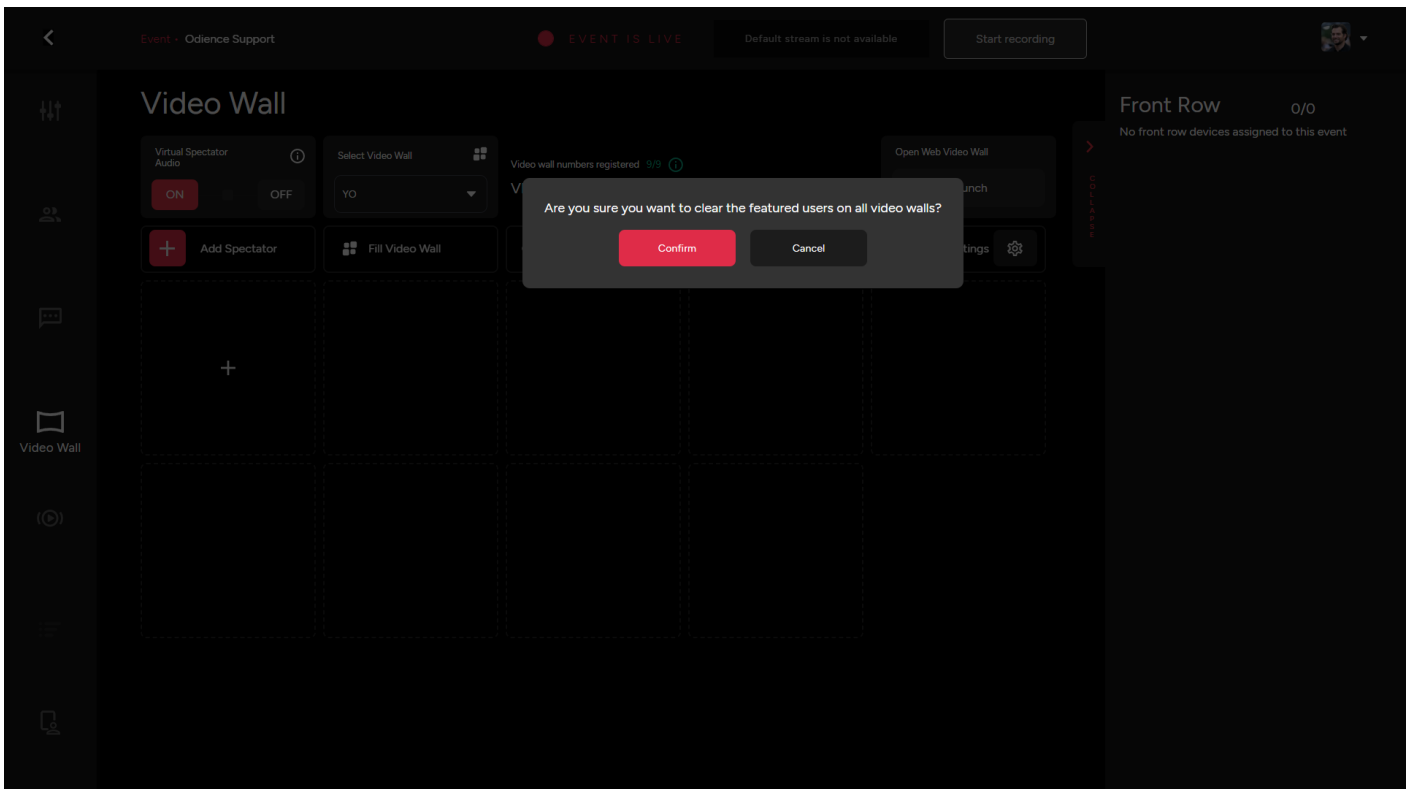 Event - Odience Support
EVENT IS LIVE
Default stream is not available
Start recording
Video Wall
Front Row
0/0
No front row devices assigned to this event
Virtual Spectator
Audio
ON
OFF
Select Video Wall
YO
Video wall numbers registered 9/9
Open Web Video Wall
COLLAPSE
Are you sure you want to clear the featured users on all video walls?
Confirm
Cancel
Add Spectator
Fill Video Wall
Video Wall